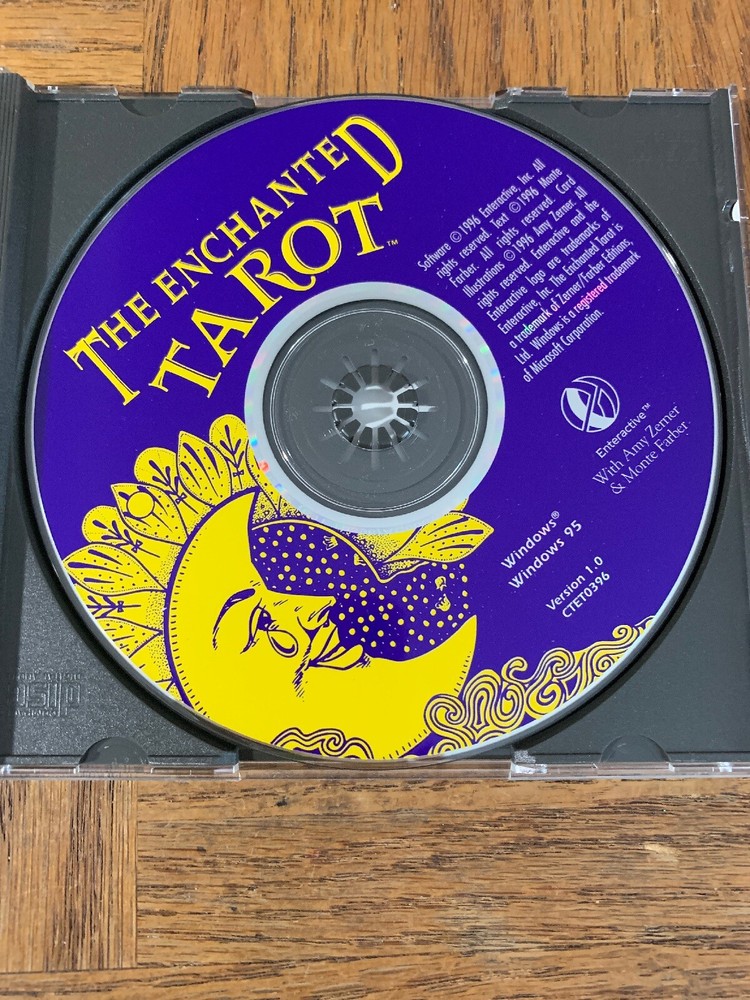 THE ENCHANTED
TAROT™
Software ©1996 Enteractive, Inc. All
rights reserved. Text ©1996 Monte
Farber. All rights reserved. Card
Illustrations ©1996 Amy Zerner. All
rights reserved. Enteractive and the
Enteractive logo are trademarks of
Enteractive, Inc. The Enchanted Tarot is
a trademark of Zerner/Farber Editions,
Ltd. Windows is a registered trademark
of Microsoft Corporation.
Enteractive™
With Amy Zerner
& Monte Farber
Windows®
Windows 95
Version 1.0
CTET0396